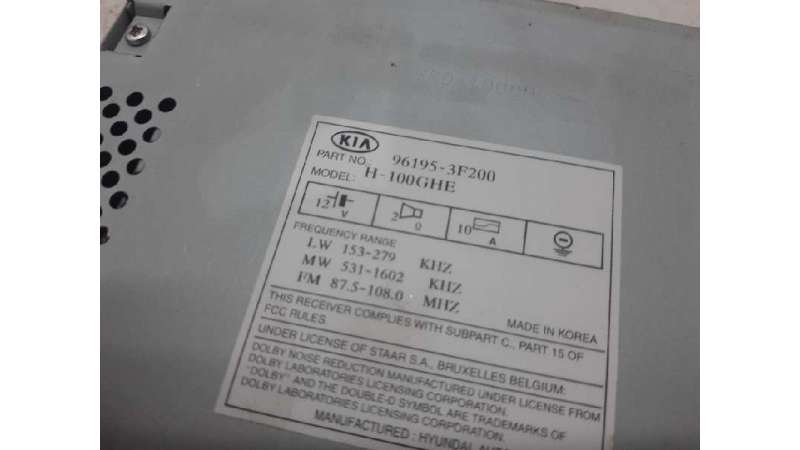 KIA
PART NO. 96195-3F200
MODEL: H-100GHE
12 V
2 Ω
10 A
FREQUENCY RANGE
LW 153-279 KHZ
MW 531-1602 KHZ
FM 87.5-108.0 MHZ
MADE IN KOREA
THIS RECEIVER COMPLIES WITH SUBPART C., PART 15 OF
FCC RULES
UNDER LICENSE OF STAAR S.A., BRUXELLES BELGIUM:
DOLBY NOISE REDUCTION MANUFACTURED UNDER LICENSE FROM
DOLBY LABORATORIES LICENSING CORPORATION.
"DOLBY" AND THE DOUBLE-D SYMBOL ARE TRADEMARKS OF
DOLBY LABORATORIES LICENSING CORPORATION.
MANUFACTURED : HYUNDAI